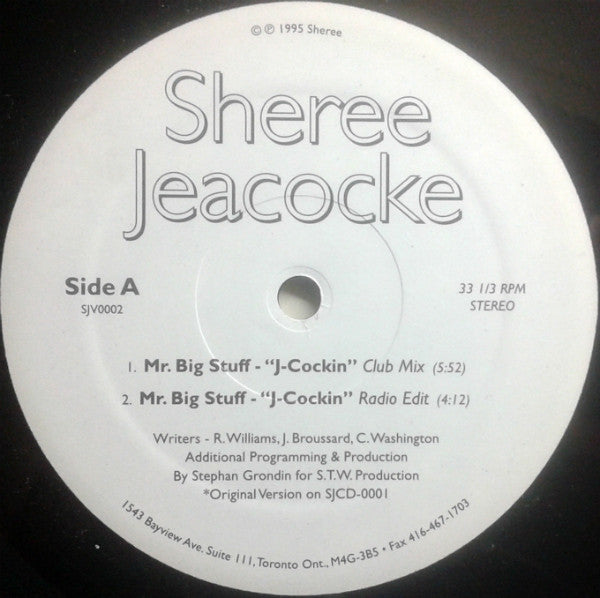 © ℗ 1995 Sheree
Sheree
Jeacocke
Side A
SJV0002
33 1/3 RPM
STEREO
1. Mr. Big Stuff - “J-Cockin” Club Mix (5:52)
2. Mr. Big Stuff - “J-Cockin” Radio Edit (4:12)
Writers - R. Williams, J. Broussard, C. Washington
Additional Programming & Production
By Stephan Grondin for S.T.W. Production
*Original Version on SJCD-0001
1543 Bayview Ave. Suite 111, Toronto Ont., M4G-3B5 • Fax 416-467-1703